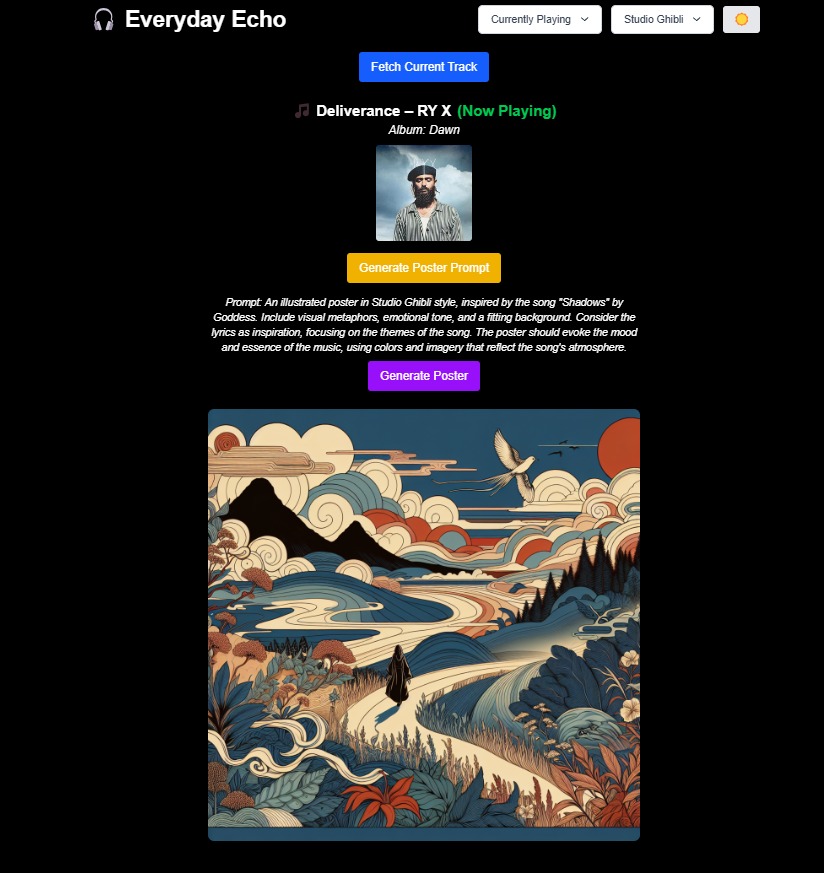 Everyday Echo
Currently Playing
Studio Ghibli
Fetch Current Track
Deliverance – RY X (Now Playing)
Album: Dawn
Generate Poster Prompt
Prompt: An illustrated poster in Studio Ghibli style, inspired by the song "Shadows" by
Goddess. Include visual metaphors, emotional tone, and a fitting background. Consider the
lyrics as inspiration, focusing on the themes of the song. The poster should evoke the mood
and essence of the music, using colors and imagery that reflect the song's atmosphere.
Generate Poster